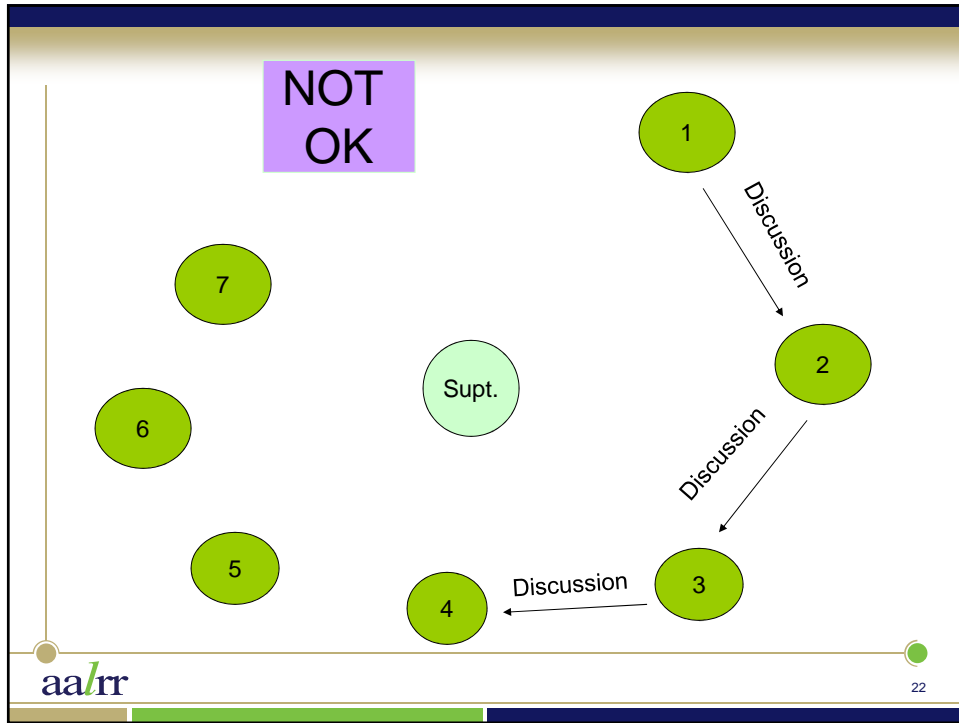 NOT
OK
1
Discussion
7
2
Supt.
6
Discussion
5
Discussion
3
4
aalrr
22